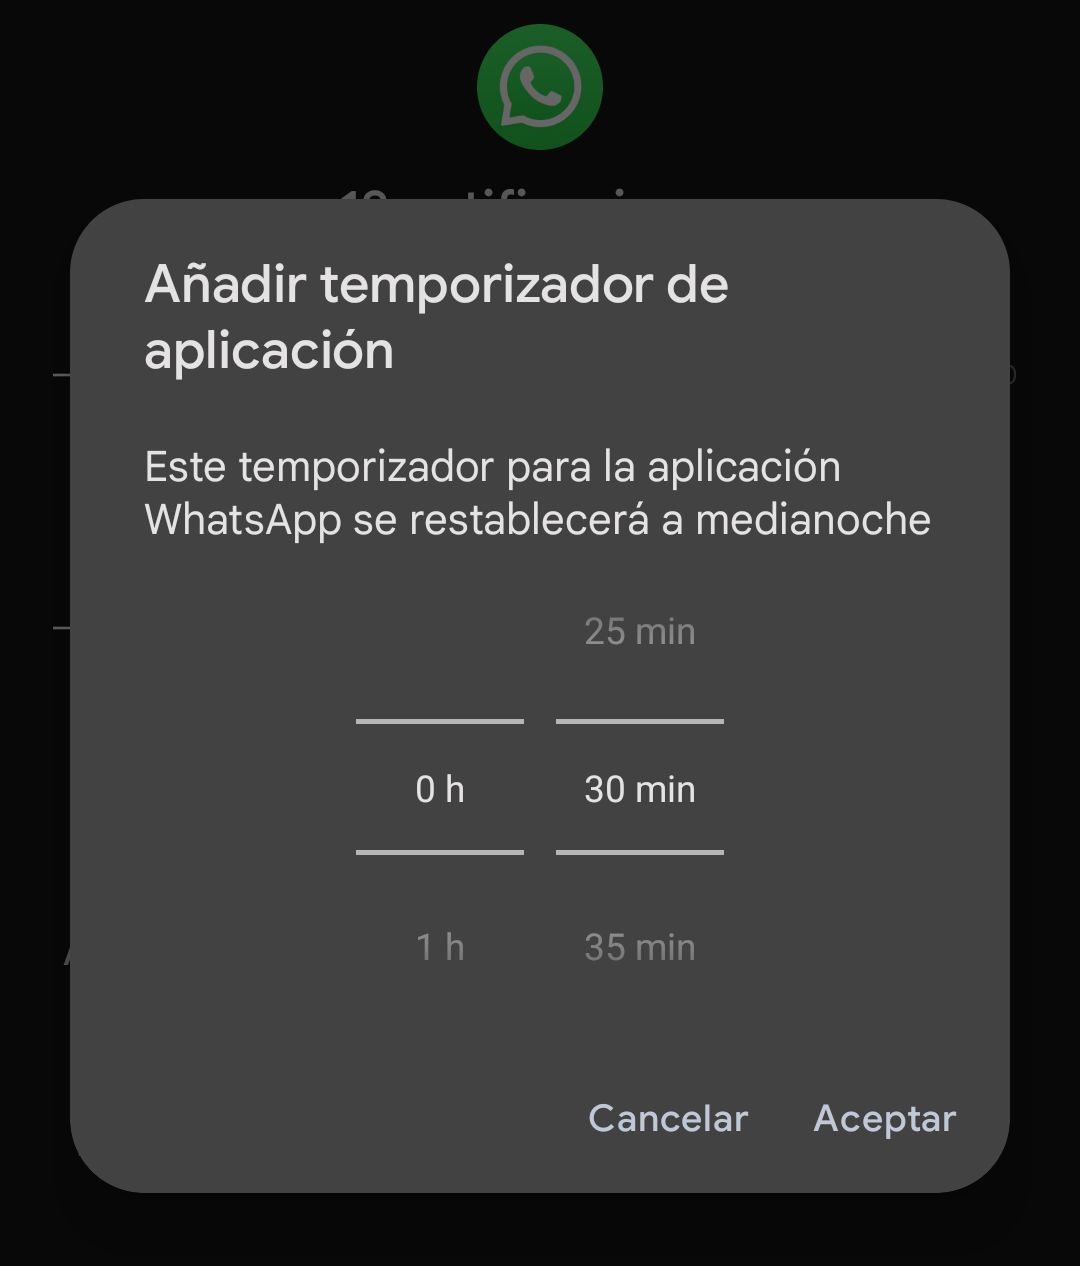 Añadir temporizador de
aplicación
Este temporizador para la aplicación
WhatsApp se restablecerá a medianoche
25 min
0 h 30 min
1 h 35 min
Cancelar Aceptar